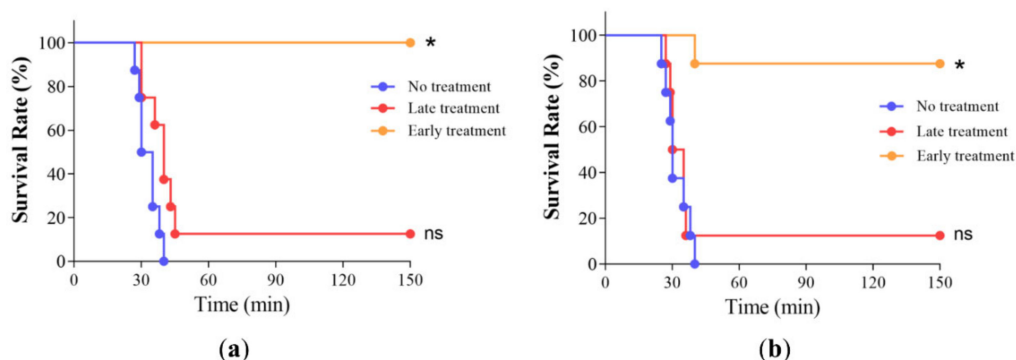 Survival Rate (%)
100
80
60
40
20
0
0 30 60 90 120 150
Time (min)
No treatment
Late treatment
Early treatment
*
ns
(a)
Survival Rate (%)
100
80
60
40
20
0
0 30 60 90 120 150
Time (min)
No treatment
Late treatment
Early treatment
*
ns
(b)